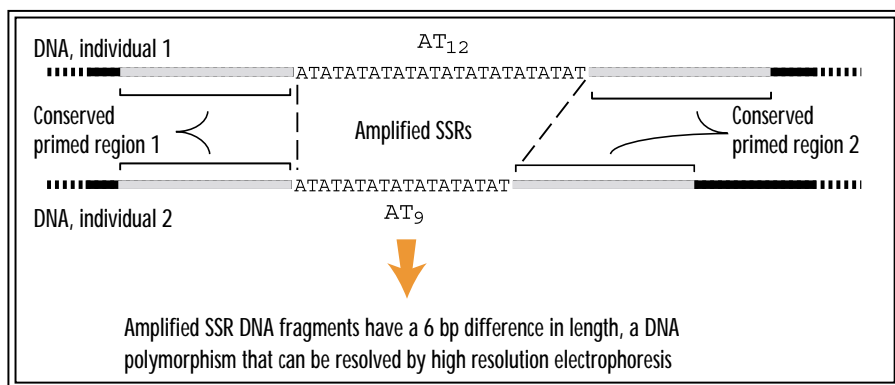 DNA, individual 1
AT12
ATATATATATATATATATATATAT
Conserved
primed region 1
Amplified SSRs
Conserved
primed region 2
ATATATATATATATATAT
AT9
DNA, individual 2
Amplified SSR DNA fragments have a 6 bp difference in length, a DNA
polymorphism that can be resolved by high resolution electrophoresis